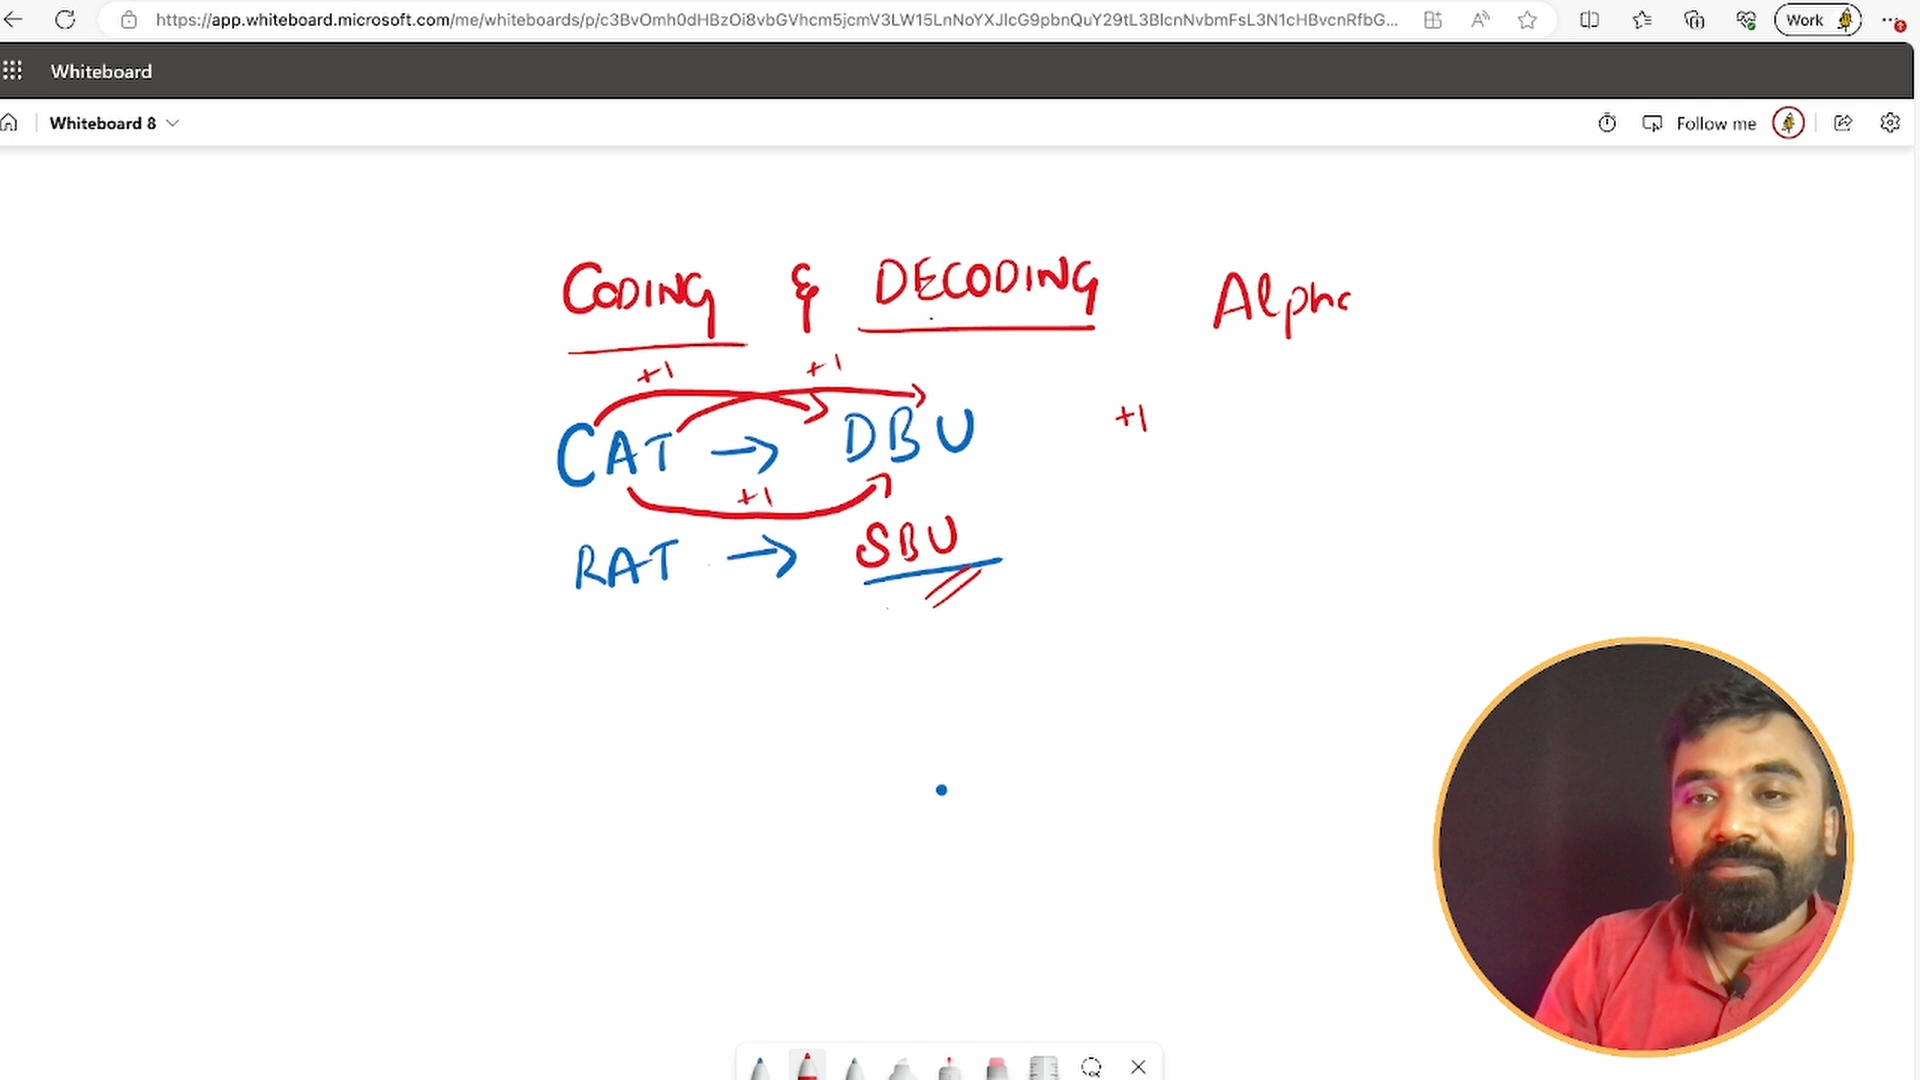 https://app.whiteboard.microsoft.com/me/whiteboards/p/c3BvOmh0dHBzOi8vbGVhcm5jcmV3LW15LnNoYXJlcG9pbnQuY29tL3BlcnNvbmFsL3N1cHBvcnRfbG... Work
Whiteboard
Whiteboard 8 Follow me
CODING & DECODING Alpha
+1 +1
CAT → DBU +1
+1
RAT → SBU